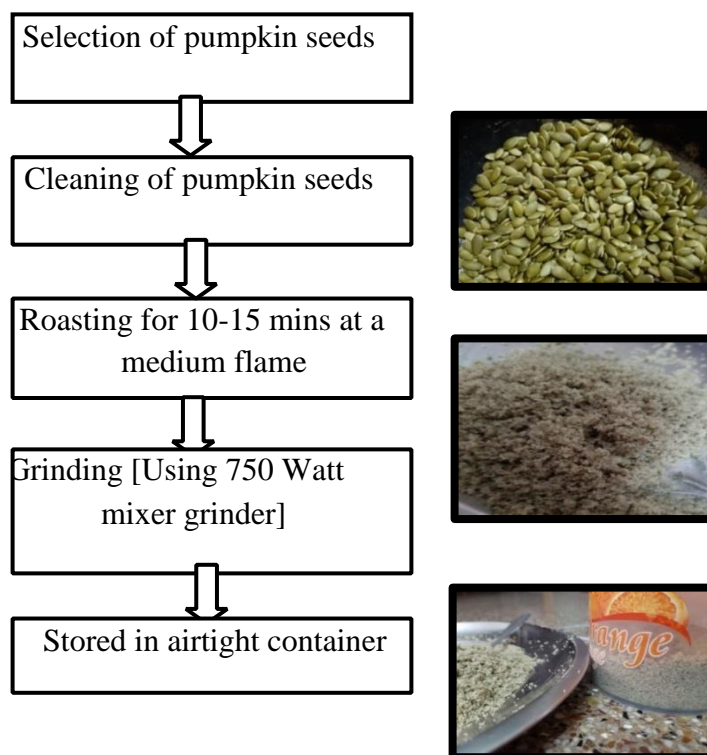 Selection of pumpkin seeds
Cleaning of pumpkin seeds
Roasting for 10-15 mins at a
medium flame
Grinding [Using 750 Watt
mixer grinder]
Stored in airtight container
range